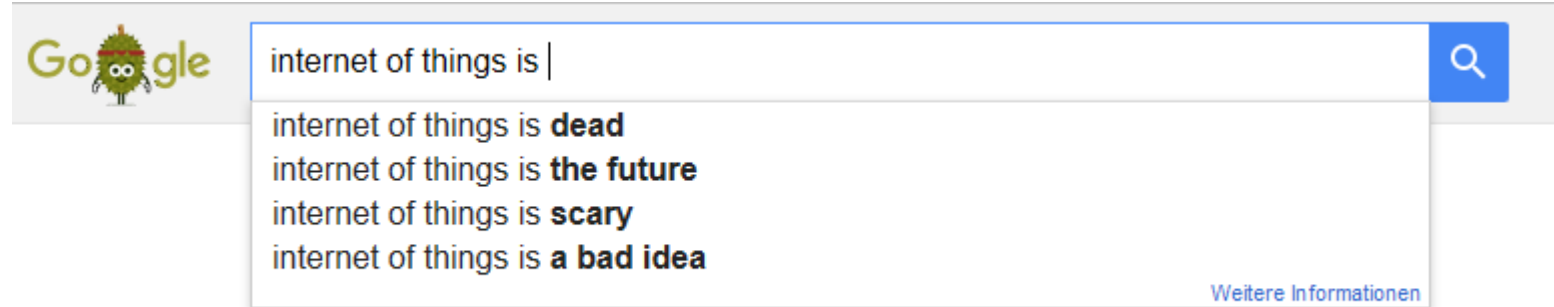 Google
internet of things is
internet of things is dead
internet of things is the future
internet of things is scary
internet of things is a bad idea
Weitere Informationen